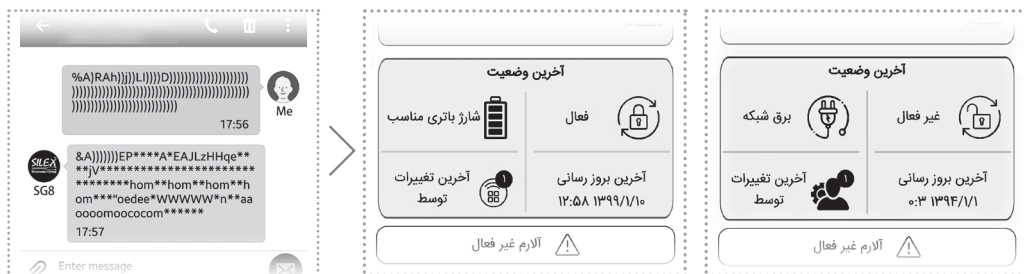 %A)RAh))j))LI))))D)))))))))))))))))))))
))))))))))))))))))))))))))))))))))))))))))))))))
))))))))))))))))))))))))))))
17:56
Me
SILEX
SG8
&A)))))))EP****A*EAJLzHHqe**
**jV**************************
********hom**hom**hom**h
om***"oedee*WWWWW*n**aa
oooomoococom******
17:57
Enter message
آخرین وضعیت
فعال
شارژ باتری مناسب
آخرین بروز رسانی
۱۳۹۹/۱/۱۰ ۱۲:۵۸
آخرین تغییرات
توسط
1
آلارم غیر فعال
آخرین وضعیت
غیر فعال
برق شبکه
آخرین بروز رسانی
۱۳۹۴/۱/۱ ۰:۳
آخرین تغییرات
توسط
1
آلارم غیر فعال